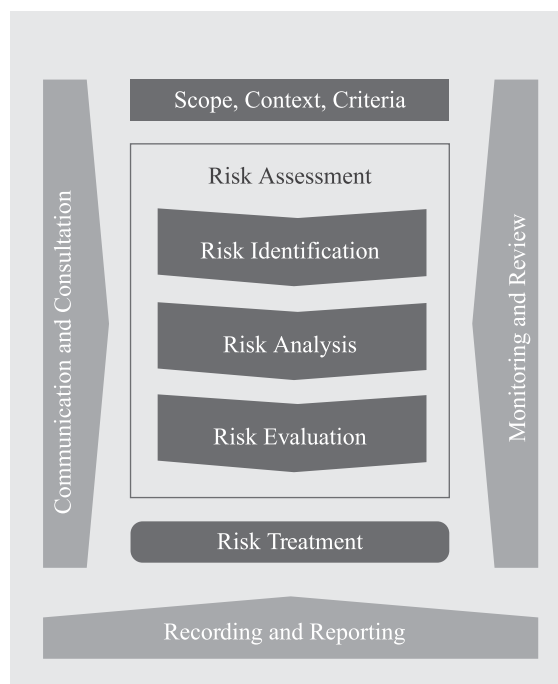 Scope, Context, Criteria
Risk Assessment
Risk Identification
Risk Analysis
Risk Evaluation
Risk Treatment
Communication and Consultation
Monitoring and Review
Recording and Reporting